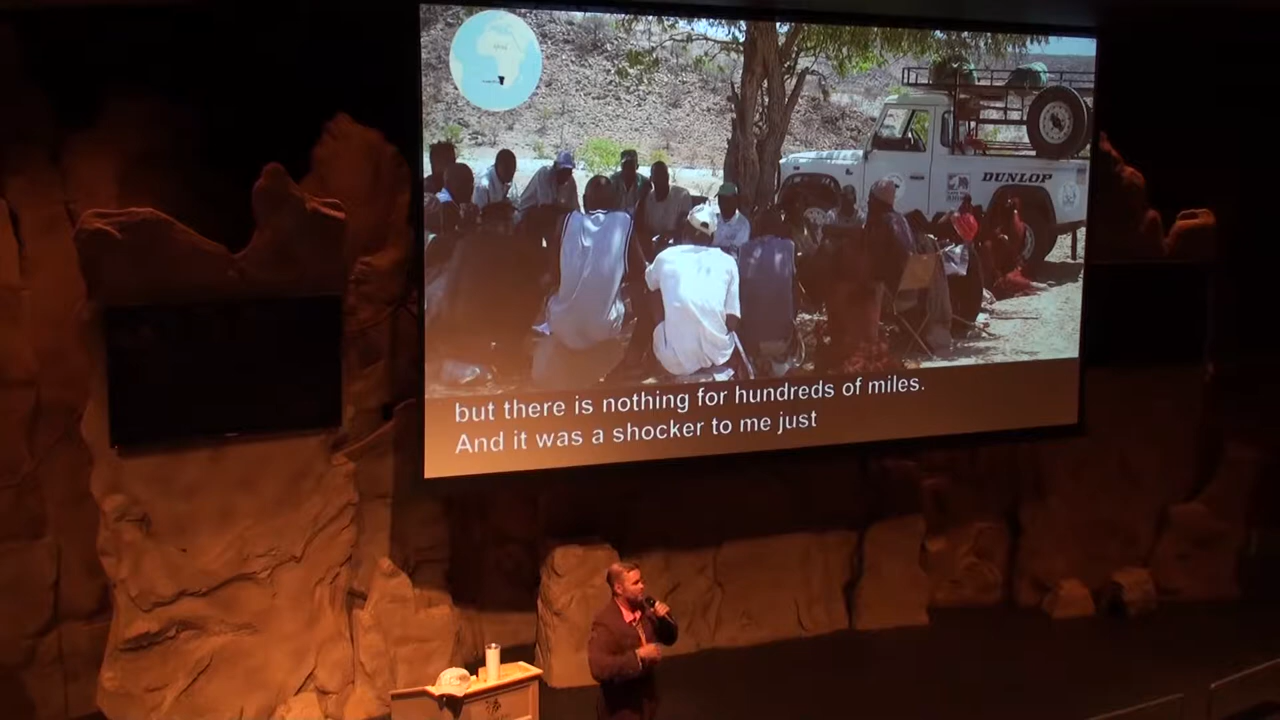 DUNLOP
but there is nothing for hundreds of miles.
And it was a shocker to me just